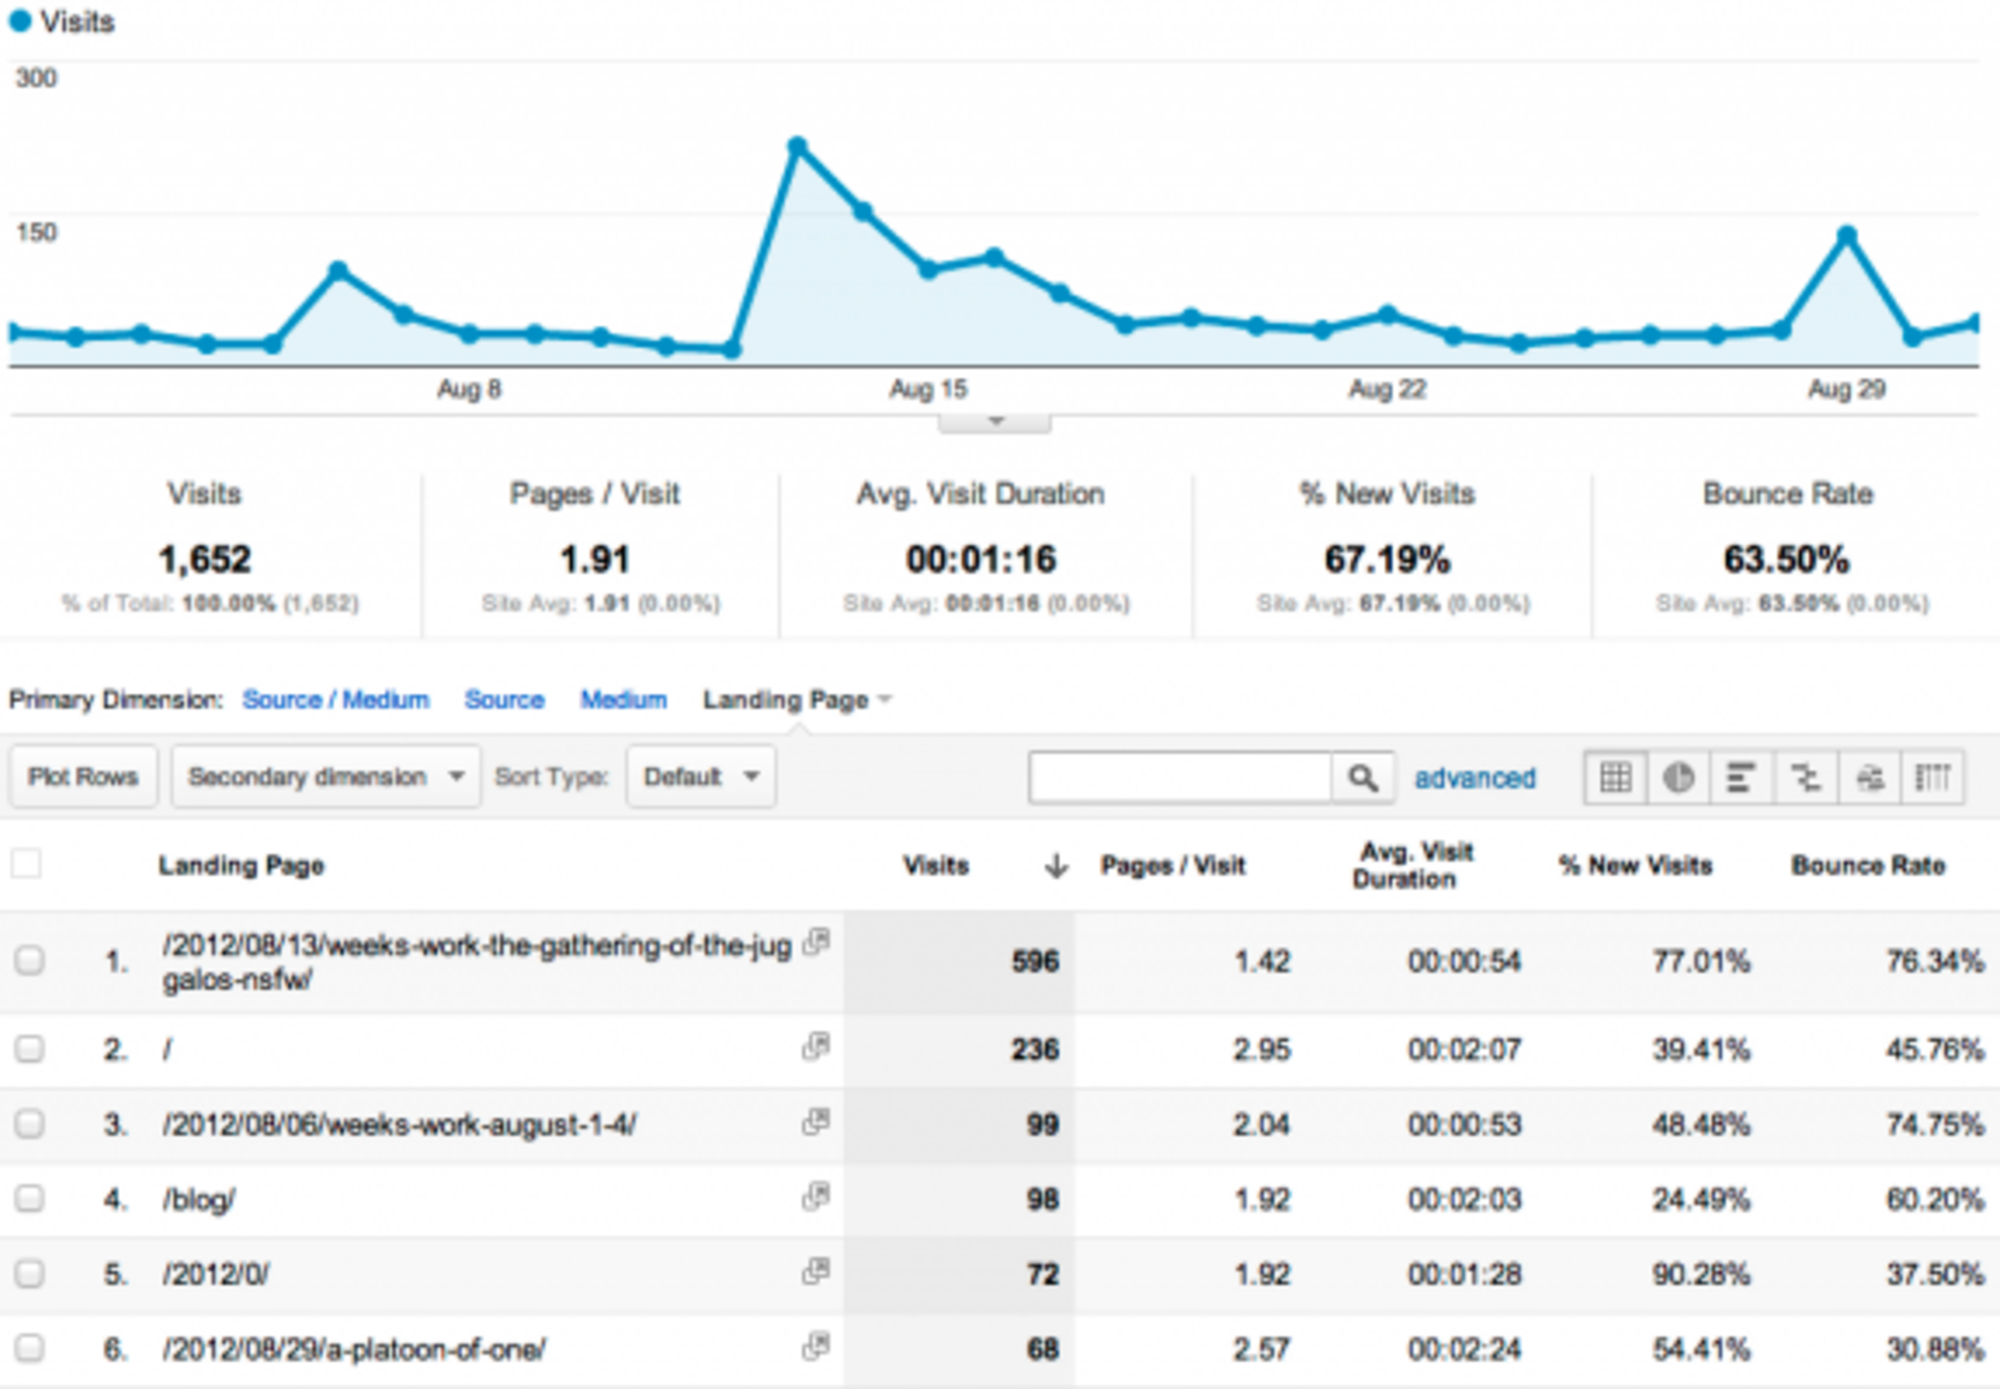 Visits
300
150
Aug 8
Aug 15
Aug 22
Aug 29
Visits
Pages / Visit
Avg. Visit Duration
% New Visits
Bounce Rate
1,652
1.91
00:01:16
67.19%
63.50%
% of Total: 100.00% (1,652)
Site Avg: 1.91 (0.00%)
Site Avg: 00:01:16 (0.00%)
Site Avg: 67.19% (0.00%)
Site Avg: 63.50% (0.00%)
Primary Dimension: Source / Medium Source Medium Landing Page
Plot Rows Secondary dimension Sort Type: Default advanced
Landing Page Visits Pages / Visit Avg. Visit Duration % New Visits Bounce Rate
1. /2012/08/13/weeks-work-the-gathering-of-the-jug
galos-nsfw/ 596 1.42 00:00:54 77.01% 76.34%
2. / 236 2.95 00:02:07 39.41% 45.76%
3. /2012/08/06/weeks-work-august-1-4/ 99 2.04 00:00:53 48.48% 74.75%
4. /blog/ 98 1.92 00:02:03 24.49% 60.20%
5. /2012/0/ 72 1.92 00:01:28 90.28% 37.50%
6. /2012/08/29/a-platoon-of-one/ 68 2.57 00:02:24 54.41% 30.88%